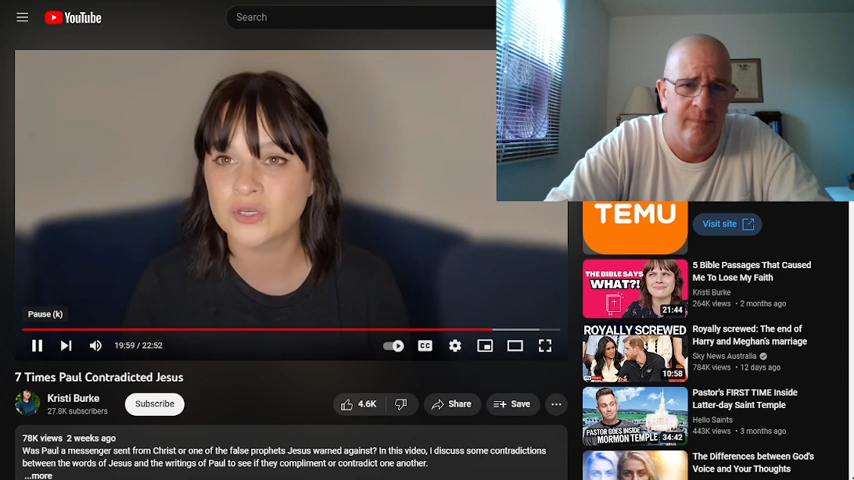 YouTube
Search
Pause (k)
19:59 / 22:52
CC
7 Times Paul Contradicted Jesus
Kristi Burke
27.8K subscribers
Subscribe
4.6K
Share
Save
78K views 2 weeks ago
Was Paul a messenger sent from Christ or one of the false prophets Jesus warned against? In this video, I discuss some contradictions
between the words of Jesus and the writings of Paul to see if they compliment or contradict one another.
...more
TEMU
Visit site
THE BIBLE SAYS
WHAT?!
21:44
5 Bible Passages That Caused
Me To Lose My Faith
Kristi Burke
264K views • 2 months ago
ROYALLY SCREWED
10:58
Royally screwed: The end of
Harry and Meghan's marriage
Sky News Australia
784K views • 12 days ago
PASTOR GOES INSIDE
MORMON TEMPLE
34:42
Pastor's FIRST TIME Inside
Latter-day Saint Temple
Hello Saints
443K views • 3 months ago
The Differences between God's
Voice and Your Thoughts